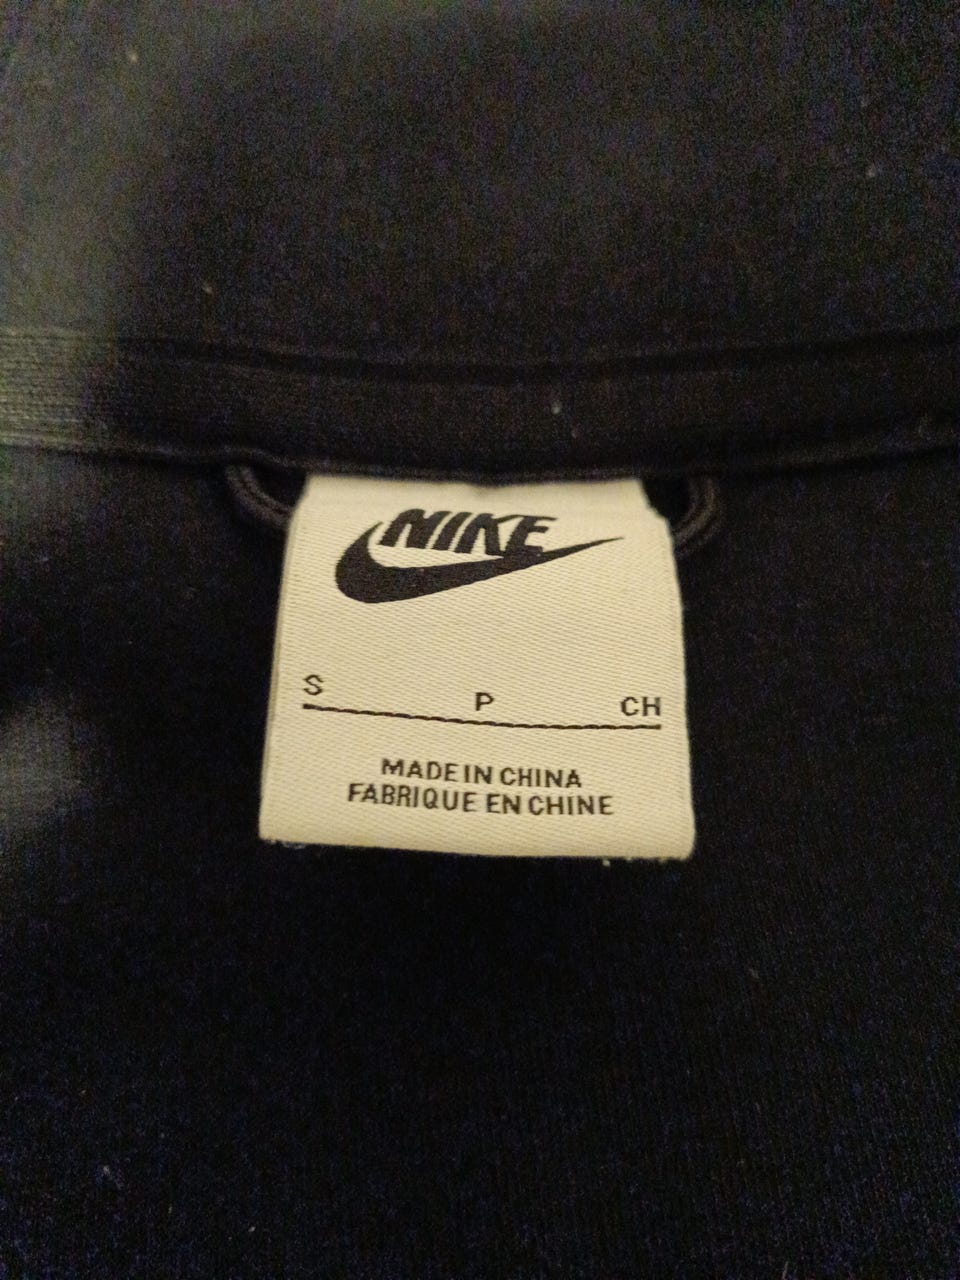 NIKE
S P CH
MADE IN CHINA
FABRIQUE EN CHINE